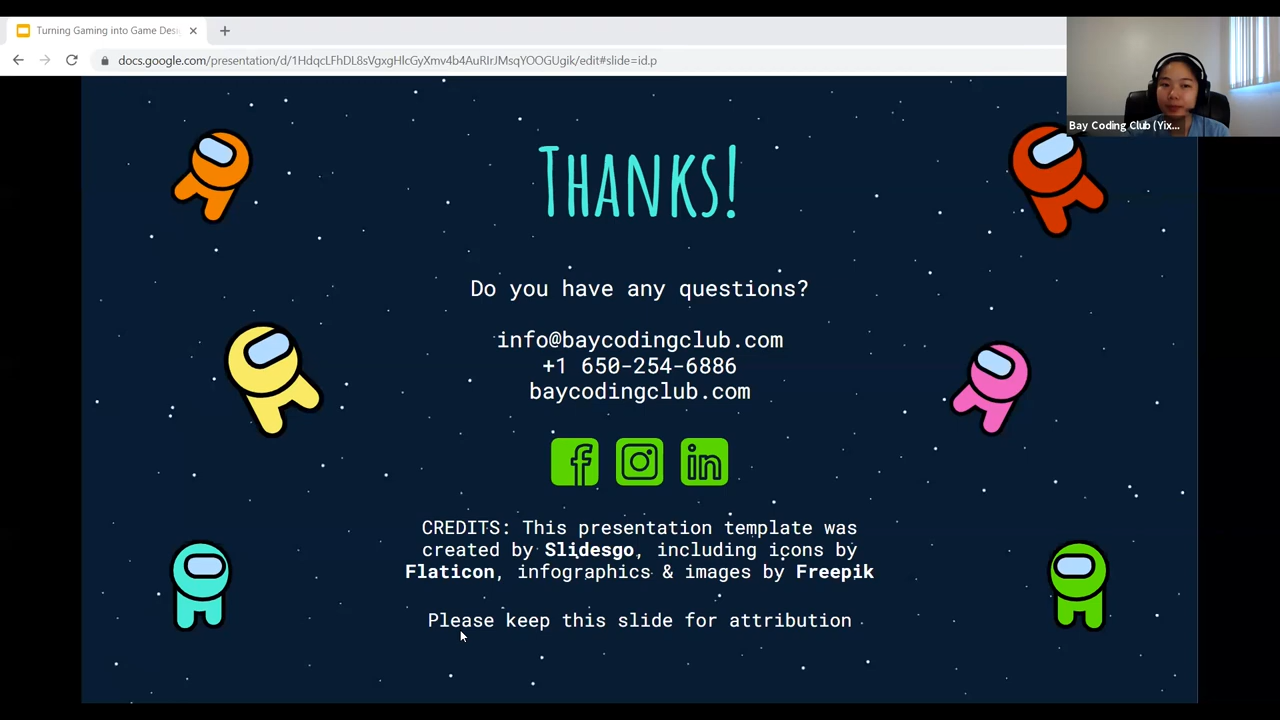 Turning Gaming into Game Des
docs.google.com/presentation/d/1HdqcLFhDL8sVgxgHlcGyXmv4b4AuRIrJMsqYOOGUgik/edit#slide=id.p
Bay Coding Club (Yix...
THANKS!
Do you have any questions?
info@baycodingclub.com
+1 650-254-6886
baycodingclub.com
CREDITS: This presentation template was
created by Slidesgo, including icons by
Flaticon, infographics & images by Freepik
Please keep this slide for attribution